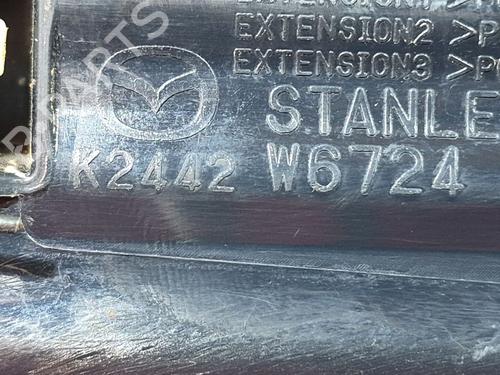 EXTENSION2 >P
EXTENSION3 >P
STANLE
K2442 W6724